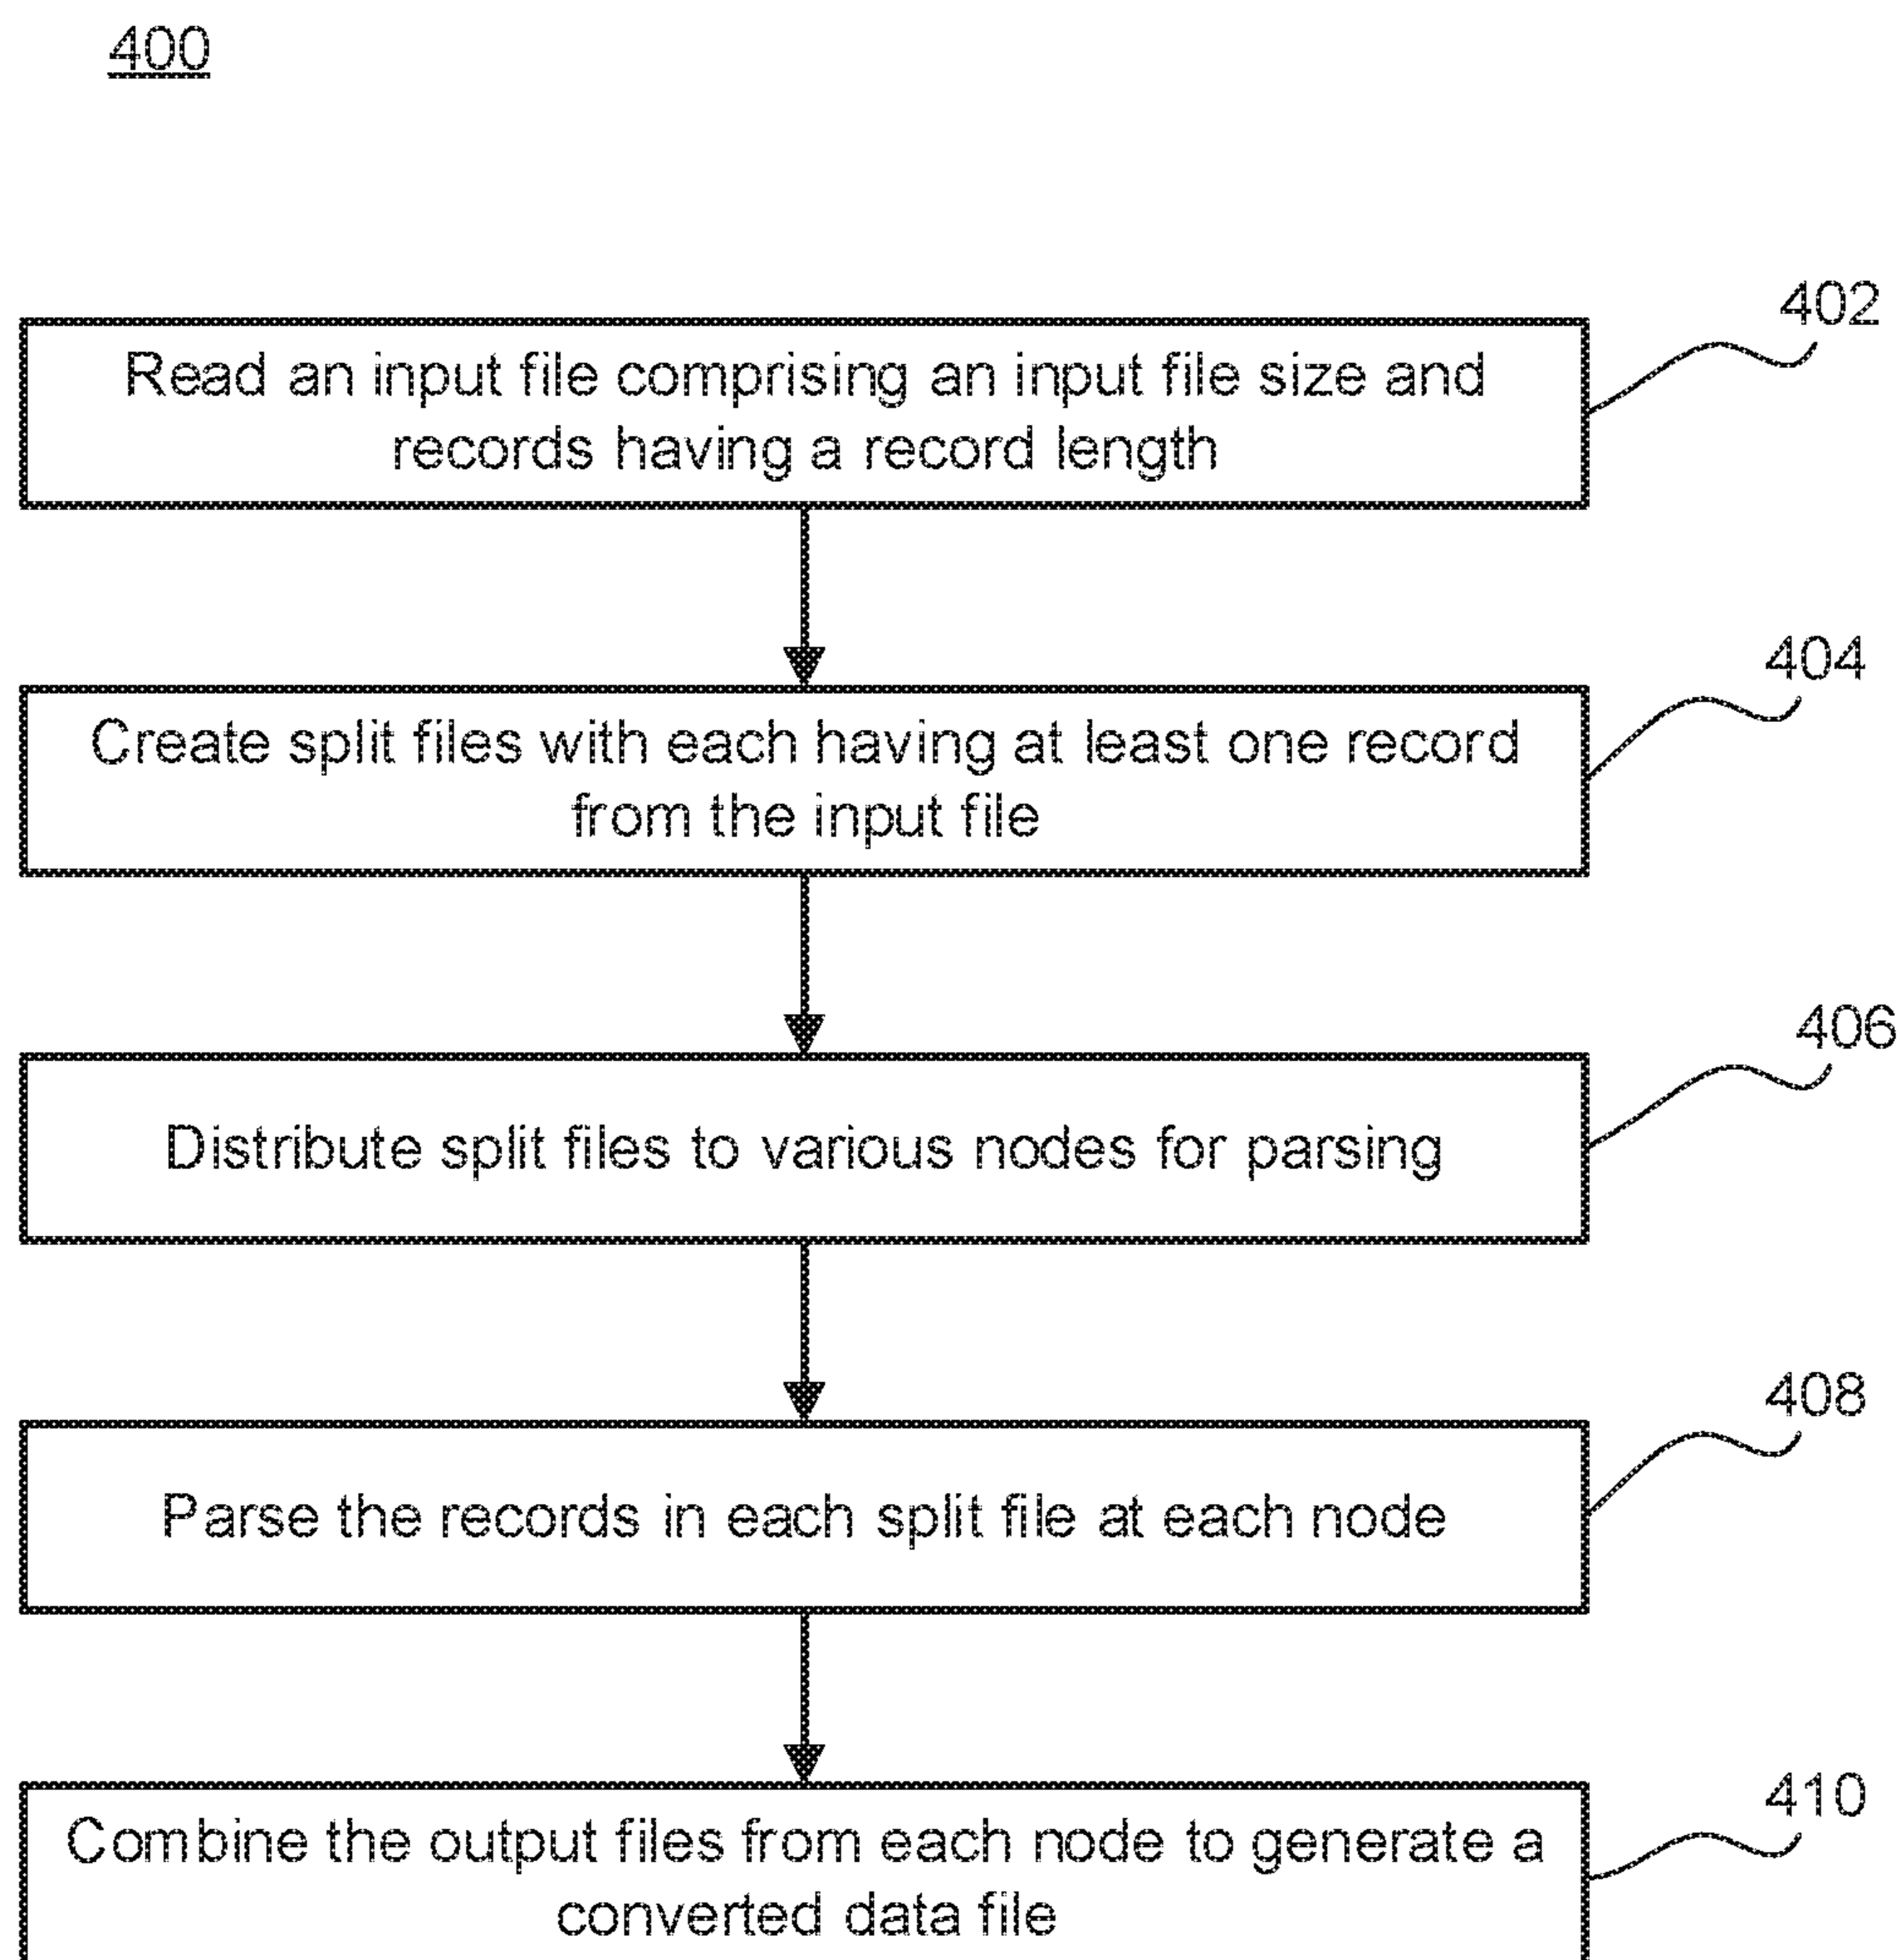 400
402
Read an input file comprising an input file size and
records having a record length
404
Create split files with each having at least one record
from the input file
406
Distribute split files to various nodes for parsing
408
Parse the records in each split file at each node
410
Combine the output files from each node to generate a
converted data file